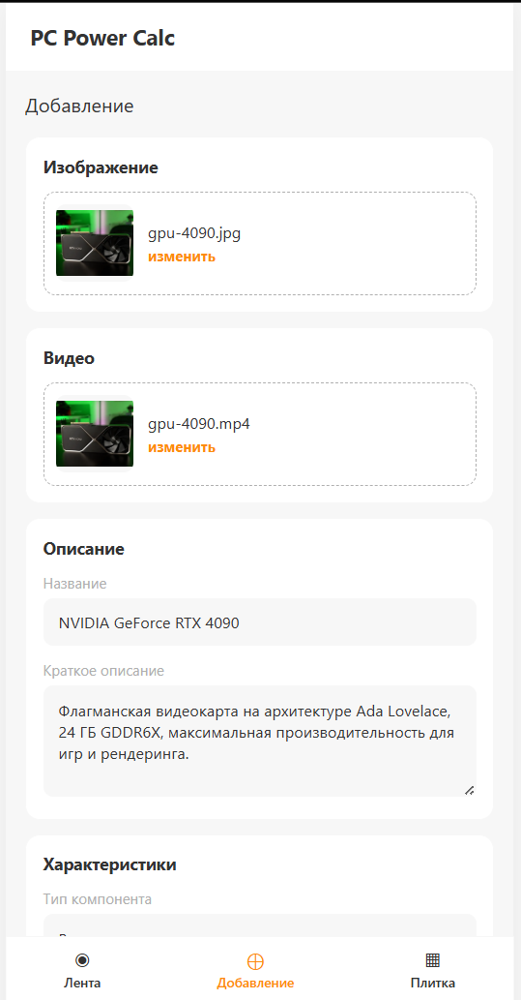 PC Power Calc
Добавление
Изображение
gpu-4090.jpg
изменить
Видео
gpu-4090.mp4
изменить
Описание
Название
NVIDIA GeForce RTX 4090
Краткое описание
Флагманская видеокарта на архитектуре Ada Lovelace,
24 ГБ GDDR6X, максимальная производительность для
игр и рендеринга.
Характеристики
Тип компонента
Лента
Добавление
Плитка